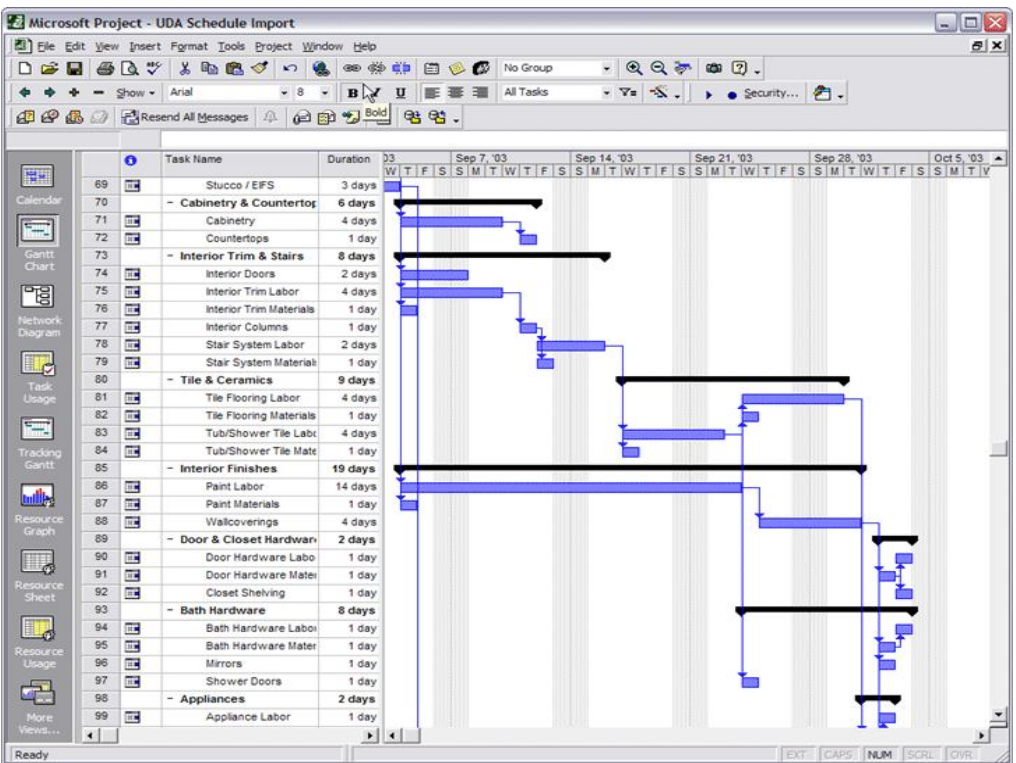 Microsoft Project - UDA Schedule Import
File Edit View Insert Format Tools Project Window Help
No Group
Show Arial 8 B U All Tasks Security...
Resend All Messages Bold
Task Name Duration 03 Sep 7, '03 Sep 14, '03 Sep 21, '03 Sep 28, '03 Oct 5, '03
W T F S S M T W T F S S M T W T F S S M T W T F S S M T W T F S S M T W
69 Stucco / EIFS 3 days
70 - Cabinetry & Countertop 6 days
71 Cabinetry 4 days
72 Countertops 1 day
73 - Interior Trim & Stairs 8 days
74 Interior Doors 2 days
75 Interior Trim Labor 4 days
76 Interior Trim Materials 1 day
77 Interior Columns 1 day
78 Stair System Labor 2 days
79 Stair System Materials 1 day
80 - Tile & Ceramics 9 days
81 Tile Flooring Labor 4 days
82 Tile Flooring Materials 1 day
83 Tub/Shower Tile Labo 4 days
84 Tub/Shower Tile Mate 1 day
85 - Interior Finishes 19 days
86 Paint Labor 14 days
87 Paint Materials 1 day
88 Wallcoverings 4 days
89 - Door & Closet Hardware 2 days
90 Door Hardware Labo 1 day
91 Door Hardware Mater 1 day
92 Closet Shelving 1 day
93 - Bath Hardware 8 days
94 Bath Hardware Labor 1 day
95 Bath Hardware Mater 1 day
96 Mirrors 1 day
97 Shower Doors 1 day
98 - Appliances 2 days
99 Appliance Labor 1 day
Calendar
Gantt
Chart
Network
Diagram
Task
Usage
Tracking
Gantt
Resource
Graph
Resource
Sheet
Resource
Usage
More
Views...
Ready EXT CAPS NUM SCRL OVR